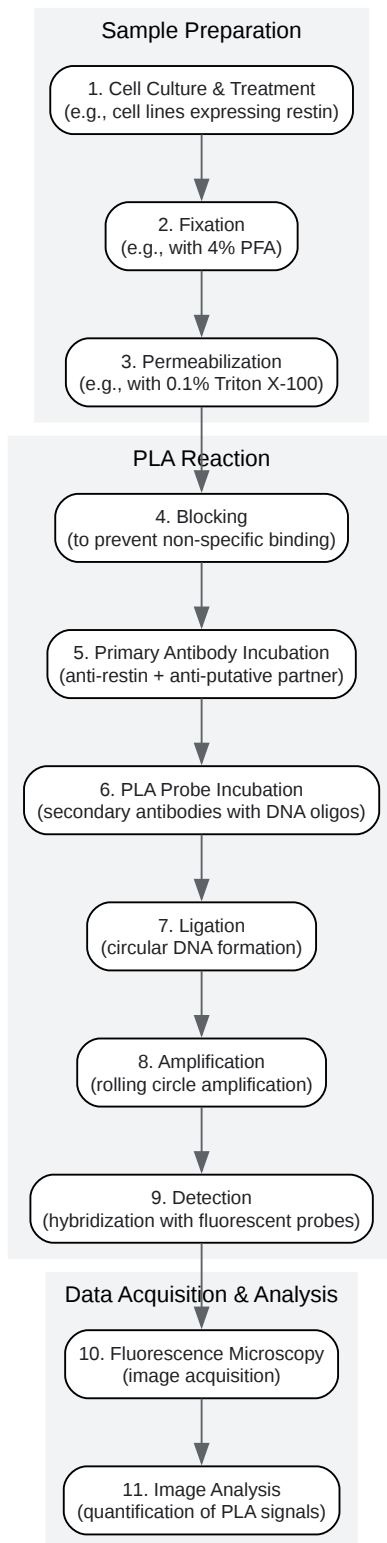 Sample Preparation
1. Cell Culture & Treatment
(e.g., cell lines expressing restin)
2. Fixation
(e.g., with 4% PFA)
3. Permeabilization
(e.g., with 0.1% Triton X-100)
PLA Reaction
4. Blocking
(to prevent non-specific binding)
5. Primary Antibody Incubation
(anti-restin + anti-putative partner)
6. PLA Probe Incubation
(secondary antibodies with DNA oligos)
7. Ligation
(circular DNA formation)
8. Amplification
(rolling circle amplification)
9. Detection
(hybridization with fluorescent probes)
Data Acquisition & Analysis
10. Fluorescence Microscopy
(image acquisition)
11. Image Analysis
(quantification of PLA signals)